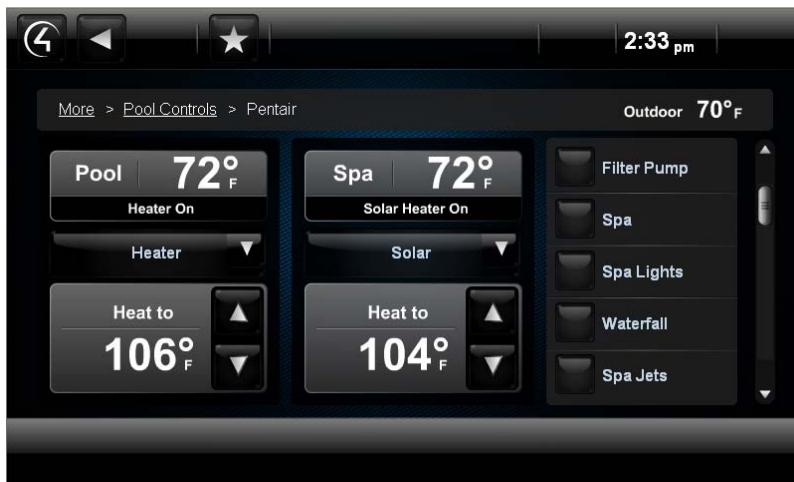 4
2:33 pm
More > Pool Controls > Pentair
Outdoor 70°F
Pool 72°F
Heater On
Heater
Heat to
106°F
Spa 72°F
Solar Heater On
Solar
Heat to
104°F
Filter Pump
Spa
Spa Lights
Waterfall
Spa Jets